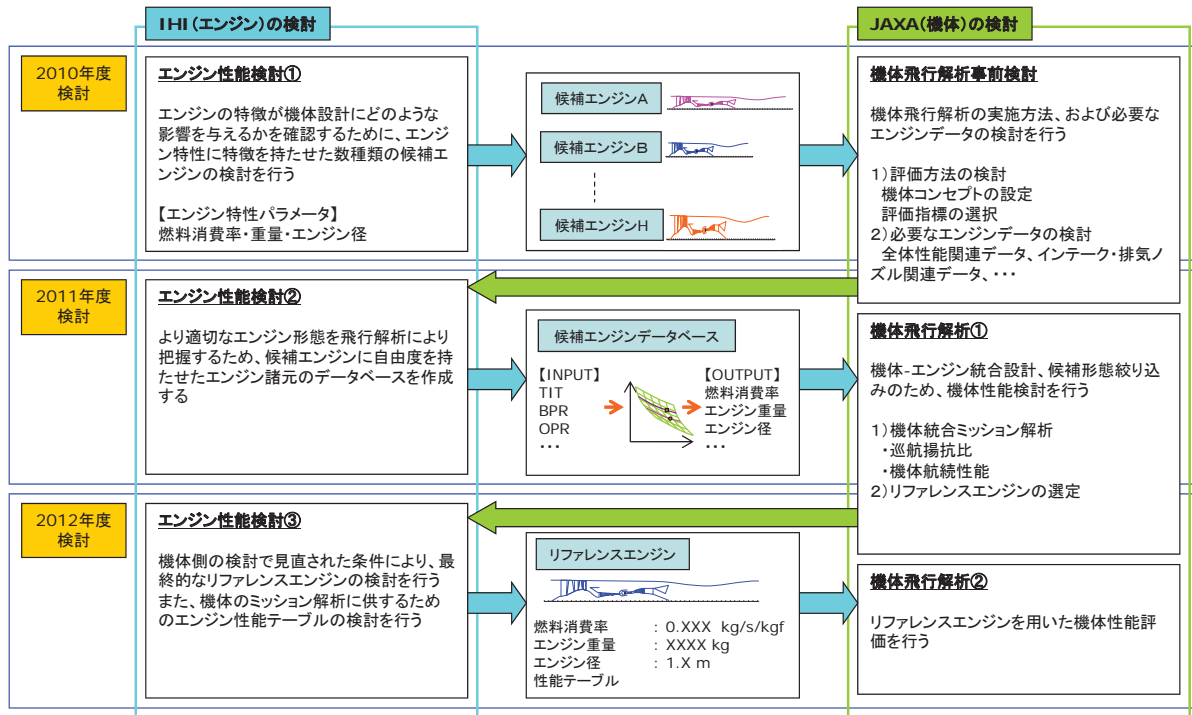 IHI(エンジン)の検討
JAXA(機体)の検討
2010年度
検討
エンジン性能検討①
エンジンの特徴が機体設計にどのような
影響を与えるかを確認するために、エンジ
ン特性に特徴を持たせた数種類の候補エ
ンジンの検討を行う
【エンジン特性パラメータ】
燃料消費率・重量・エンジン径
候補エンジンA
候補エンジンB
候補エンジンH
機体飛行解析事前検討
機体飛行解析の実施方法、および必要な
エンジンデータの検討を行う
1)評価方法の検討
機体コンセプトの設定
評価指標の選択
2)必要なエンジンデータの検討
全体性能関連データ、インテーク・排気ノ
ズル関連データ、・・・
2011年度
検討
エンジン性能検討②
より適切なエンジン形態を飛行解析により
把握するため、候補エンジンに自由度を持
たせたエンジン諸元のデータベースを作成
する
候補エンジンデータベース
【INPUT】
TIT
BPR
OPR
・・・
【OUTPUT】
燃料消費率
エンジン重量
エンジン径
・・・
機体飛行解析①
機体-エンジン統合設計、候補形態絞り込
みのため、機体性能検討を行う
1)機体統合ミッション解析
・巡航揚抗比
・機体航続性能
2)リファレンスエンジンの選定
2012年度
検討
エンジン性能検討③
機体側の検討で見直された条件により、最
終的なリファレンスエンジンの検討を行う
また、機体のミッション解析に供するため
のエンジン性能テーブルの検討を行う
リファレンスエンジン
燃料消費率 : 0.XXX kg/s/kgf
エンジン重量 : XXXX kg
エンジン径 : 1.X m
性能テーブル
機体飛行解析②
リファレンスエンジンを用いた機体性能評
価を行う